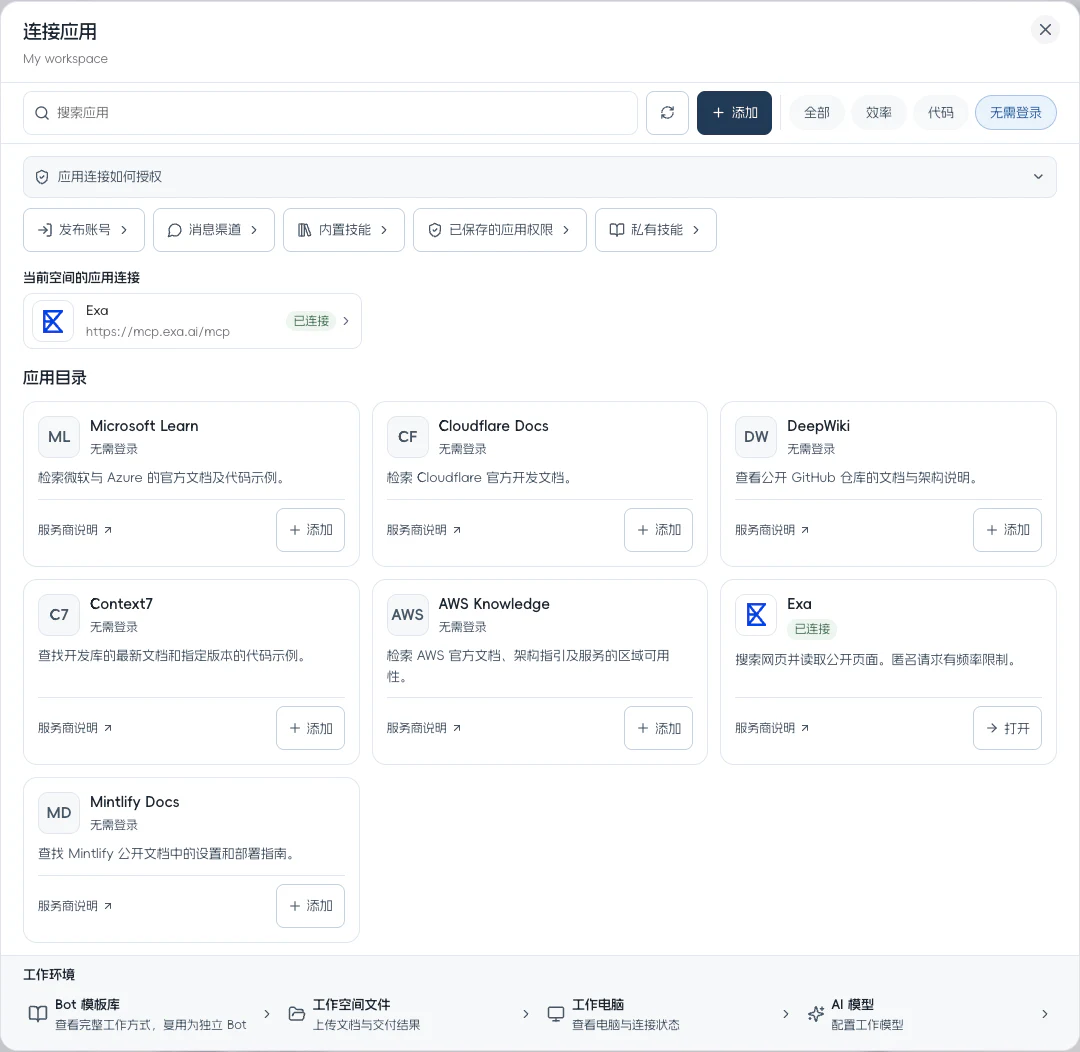 连接应用
My workspace
搜索应用
添加
全部
效率
代码
无需登录
应用连接如何授权
发布账号
消息渠道
内置技能
已保存的应用权限
私有技能
当前空间的应用连接
Exa
https://mcp.exa.ai/mcp
已连接
应用目录
ML
Microsoft Learn
无需登录
检索微软与 Azure 的官方文档及代码示例。
服务商说明
添加
CF
Cloudflare Docs
无需登录
检索 Cloudflare 官方开发文档。
服务商说明
添加
DW
DeepWiki
无需登录
查看公开 GitHub 仓库的文档与架构说明。
服务商说明
添加
C7
Context7
无需登录
查找开发库的最新文档和指定版本的代码示例。
服务商说明
添加
AWS
AWS Knowledge
无需登录
检索 AWS 官方文档、架构指引及服务的区域可用
性。
服务商说明
添加
Exa
已连接
搜索网页并读取公开页面。匿名请求有频率限制。
服务商说明
打开
MD
Mintlify Docs
无需登录
查找 Mintlify 公开文档中的设置和部署指南。
服务商说明
添加
工作环境
Bot 模板库
查看完整工作方式，复用为独立 Bot
工作空间文件
上传文档与交付结果
工作电脑
查看电脑与连接状态
AI 模型
配置工作模型